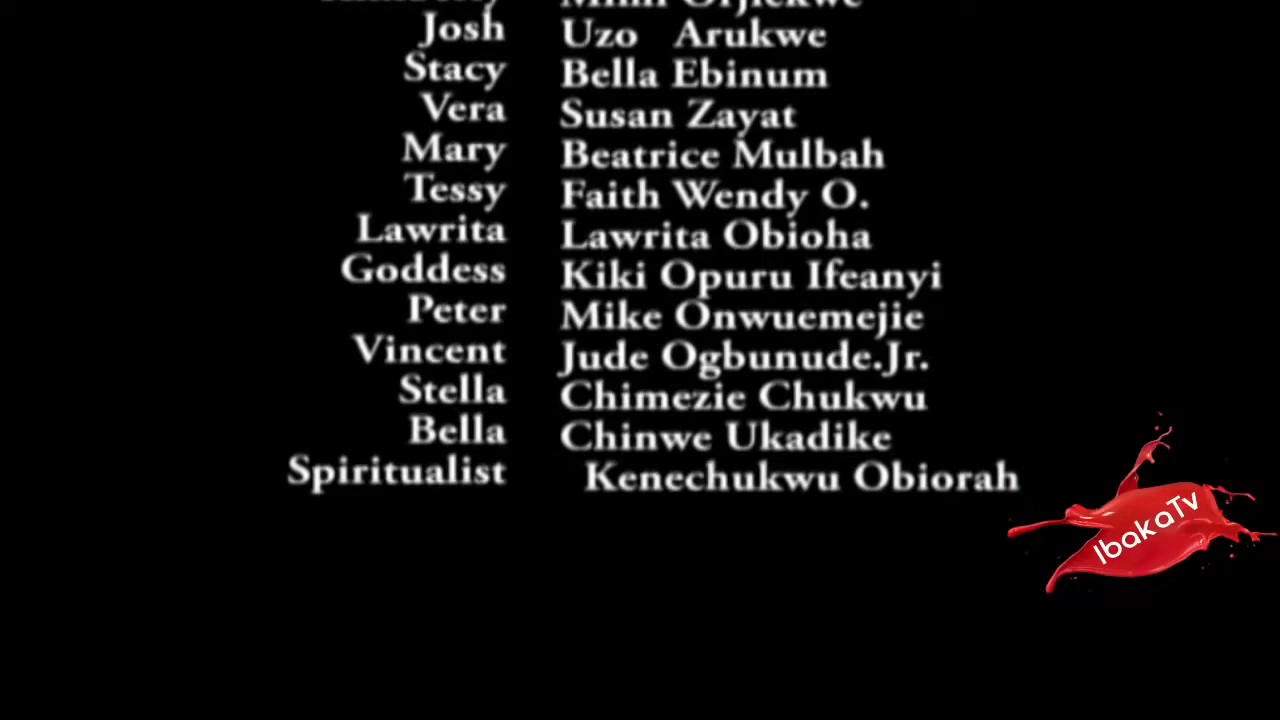 Josh Uzo Arukwe
Stacy Bella Ebinum
Vera Susan Zayat
Mary Beatrice Mulbah
Tessy Faith Wendy O.
Lawrita Lawrita Obioha
Goddess Kiki Opuru Ifeanyi
Peter Mike Onwuemejie
Vincent Jude Ogbunude.Jr.
Stella Chimezie Chukwu
Bella Chinwe Ukadike
Spiritualist Kenechukwu Obiorah
IbakaTv